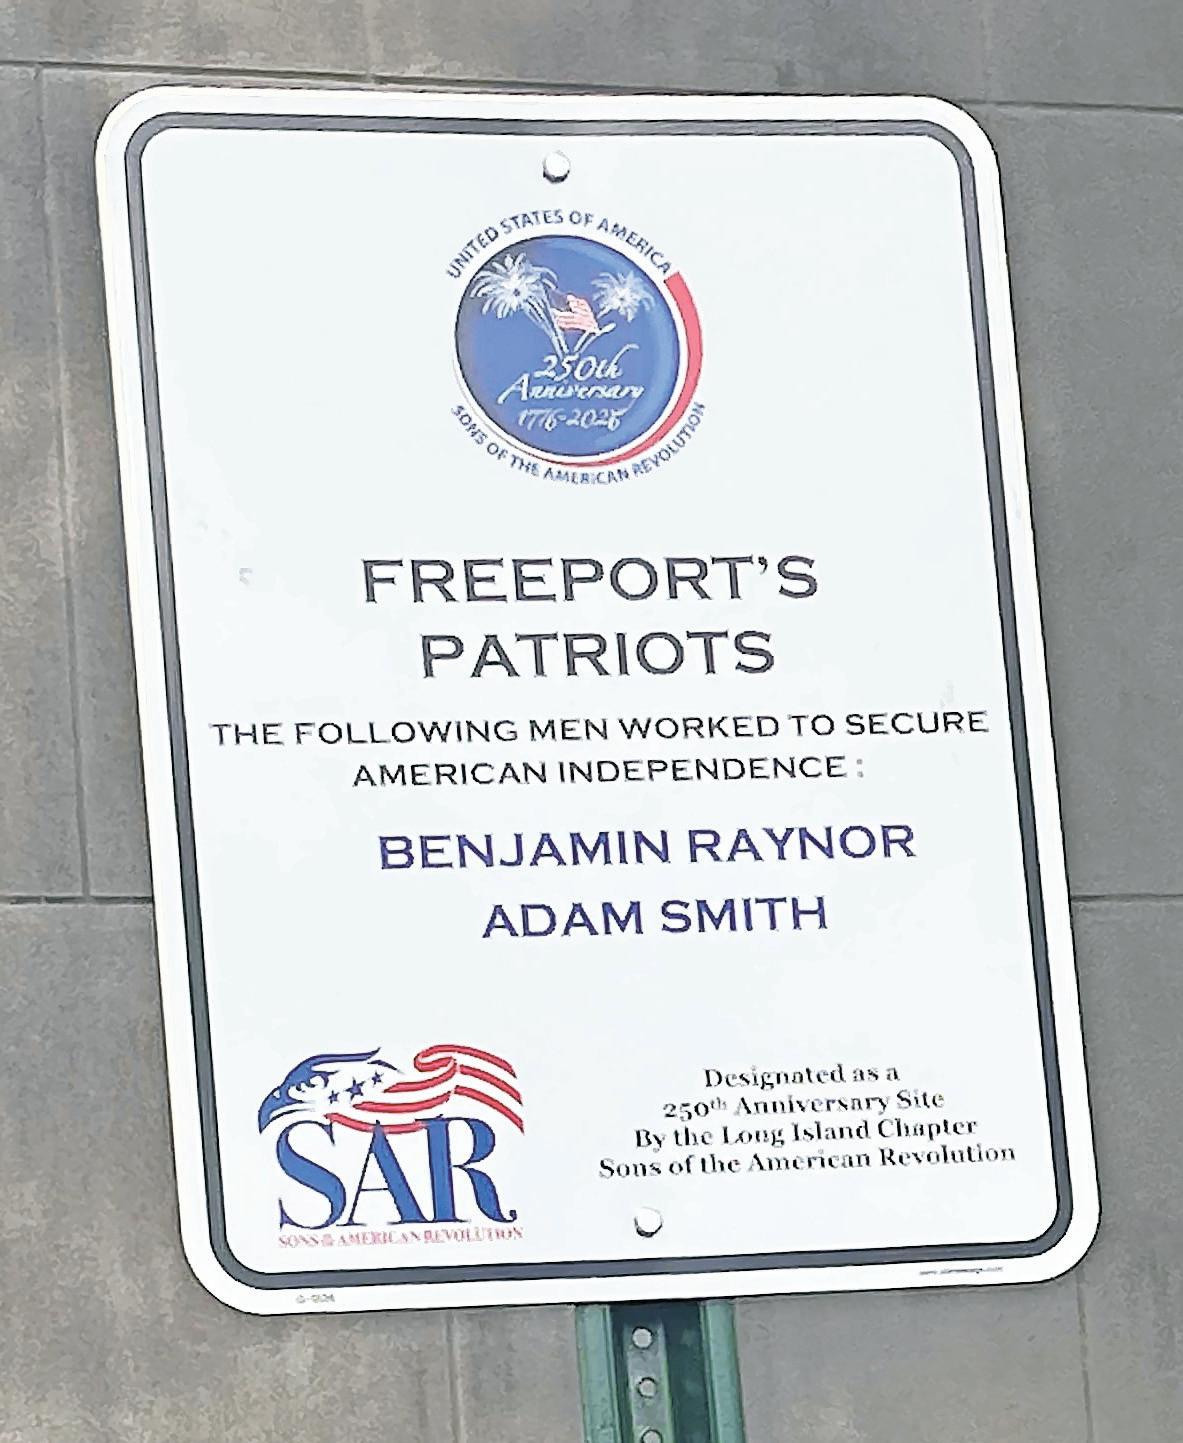 UNITED STATES OF AMERICA
250th
Anniversary
SONS OF THE AMERICAN REVOLUTION
FREEPORT'S
PATRIOTS
THE FOLLOWING MEN WORKED TO SECURE
AMERICAN INDEPENDENCE:
BENJAMIN RAYNOR
ADAM SMITH
SAR
SONS OF THE AMERICAN REVOLUTION
Designated as a
250th Anniversary Site
By the Long Island Chapter
Sons of the American Revolution